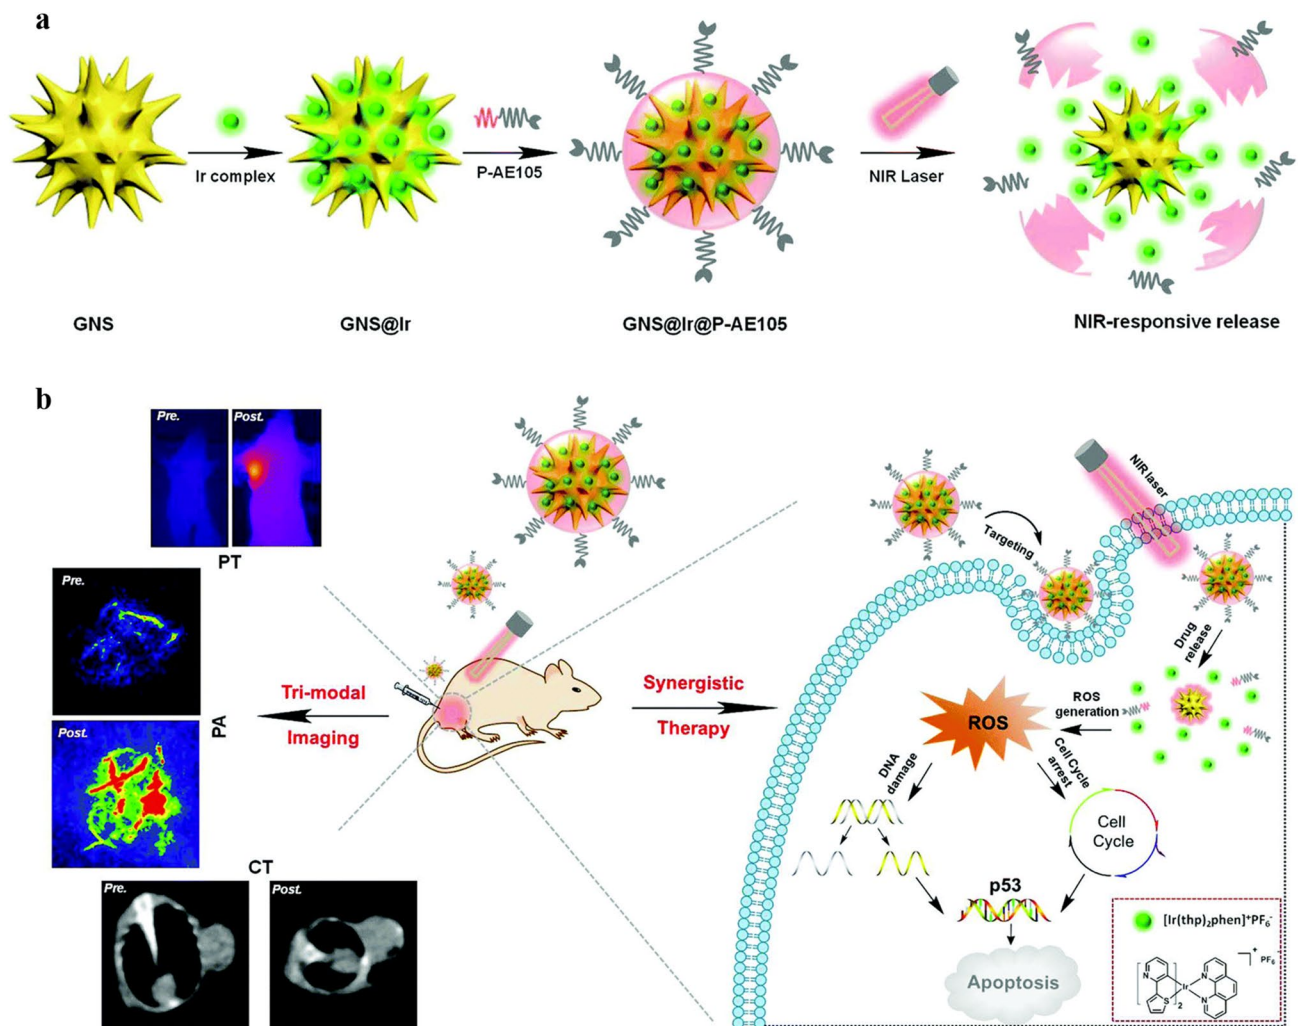 a
Ir complex
P-AE105
NIR Laser
GNS
GNS@Ir
GNS@Ir@P-AE105
NIR-responsive release
b
Pre.
Post.
PT
Pre.
Post.
PA
CT
Pre.
Post.
Tri-modal
Imaging
Synergistic
Therapy
Targeting
NIR laser
Drug
release
ROS
generation
ROS
DNA
damage
Cell Cycle
arrest
Cell
Cycle
p53
Apoptosis
[Ir(thp)₂phen]⁺PF₆⁻
N
S
2
Ir
N
N
+
PF₆⁻